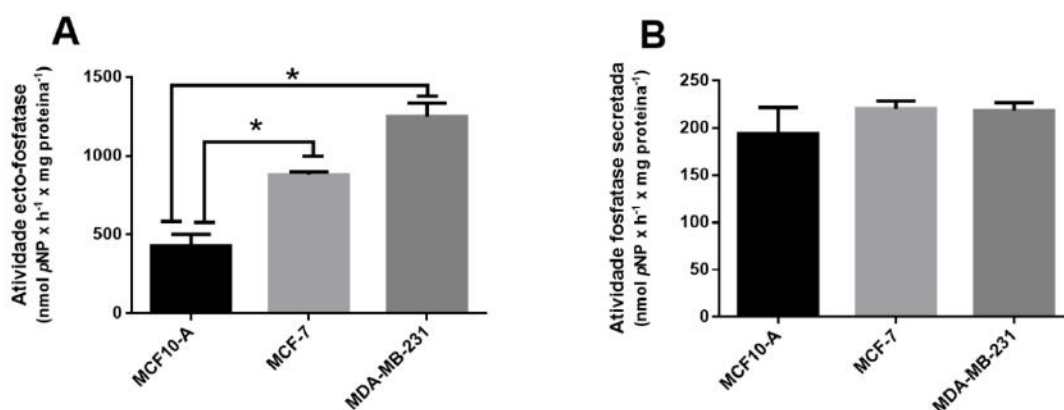 A
Atividade ecto-fosfatase
(nmol pNP x h⁻¹ x mg proteina⁻¹)
1500
1000
500
0
*
*
MCF10-A
MCF-7
MDA-MB-231
B
Atividade fosfatase secretada
(nmol pNP x h⁻¹ x mg proteina⁻¹)
250
200
150
100
50
0
MCF10-A
MCF-7
MDA-MB-231